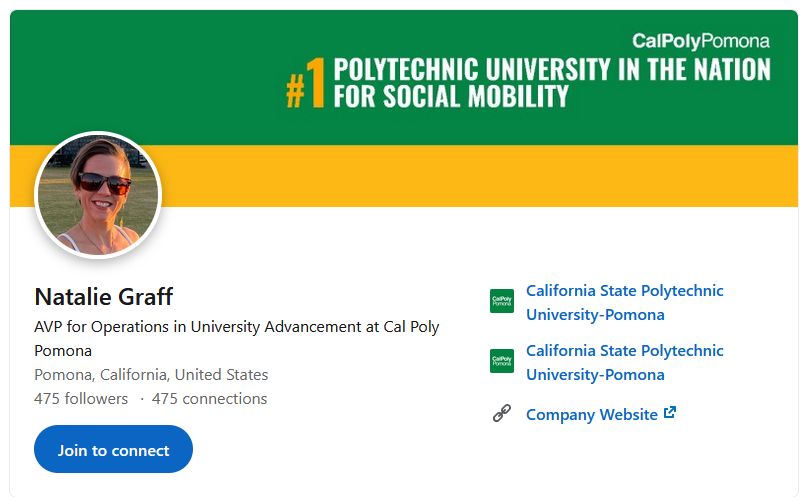 CalPolyPomona
#1 POLYTECHNIC UNIVERSITY IN THE NATION
FOR SOCIAL MOBILITY
Natalie Graff
AVP for Operations in University Advancement at Cal Poly
Pomona
Pomona, California, United States
475 followers · 475 connections
Join to connect
CalPoly
Pomona
California State Polytechnic
University-Pomona
CalPoly
Pomona
California State Polytechnic
University-Pomona
Company Website